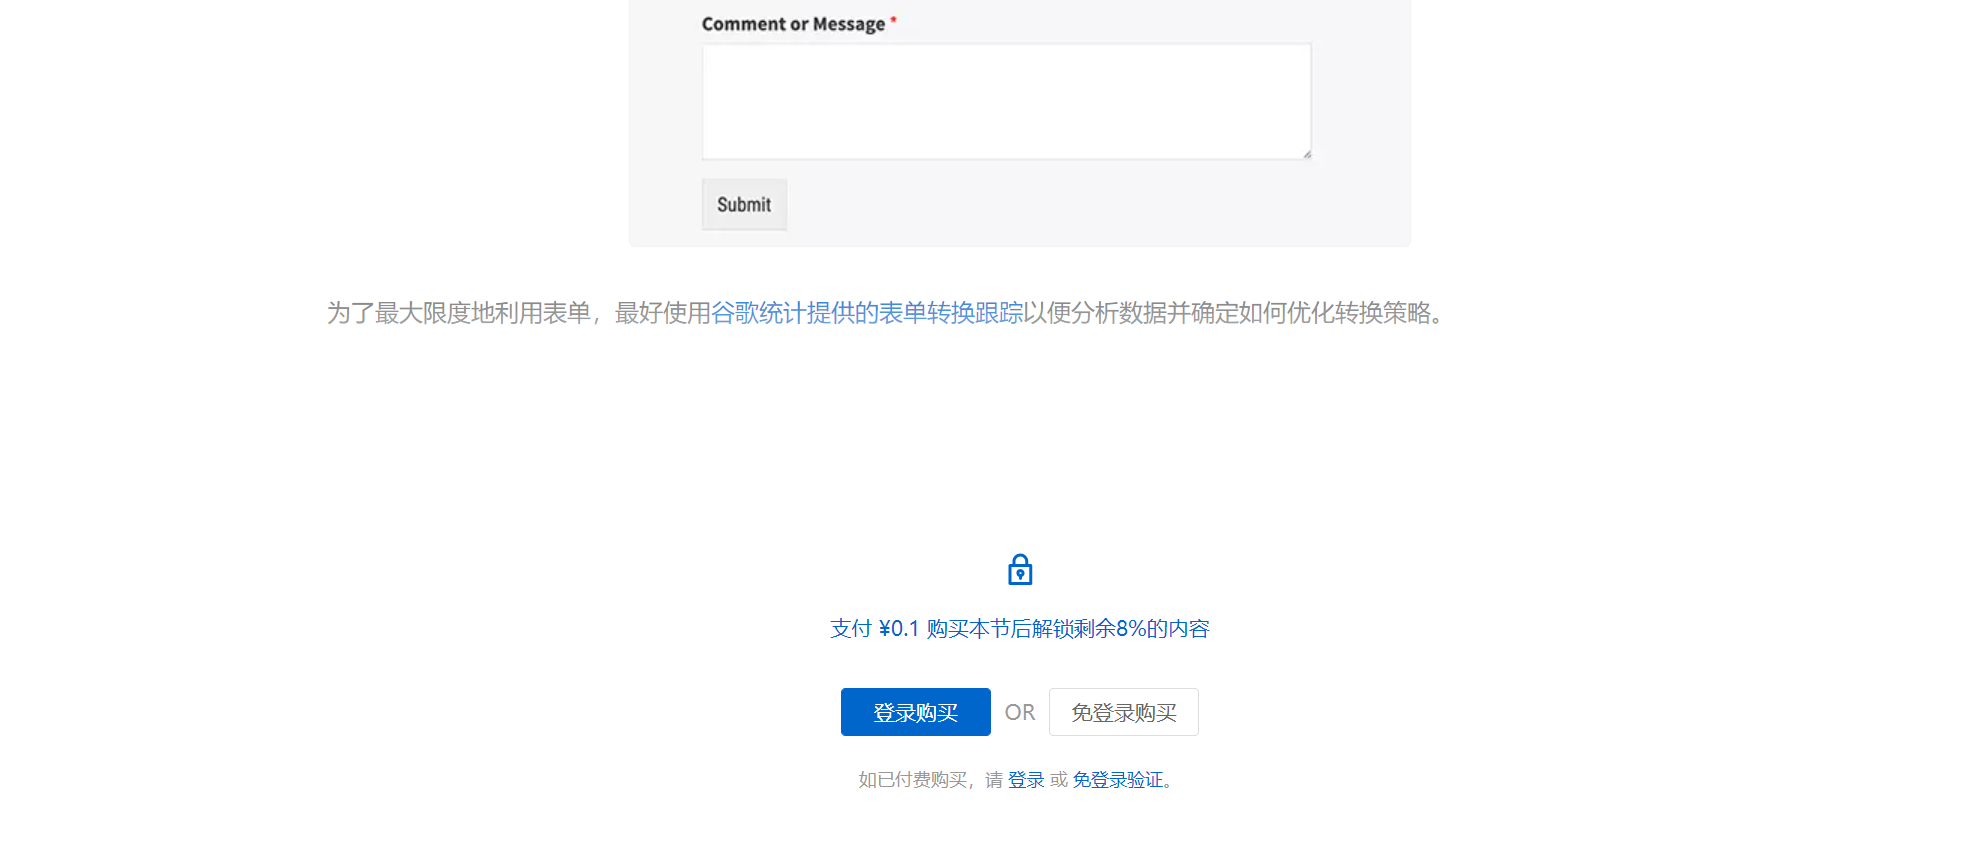 Comment or Message *
Submit
为了最大限度地利用表单，最好使用谷歌统计提供的表单转换跟踪以便分析数据并确定如何优化转换策略。
支付 ¥0.1 购买本节后解锁剩余8%的内容
登录购买 OR 免登录购买
如已付费购买，请 登录 或 免登录验证。